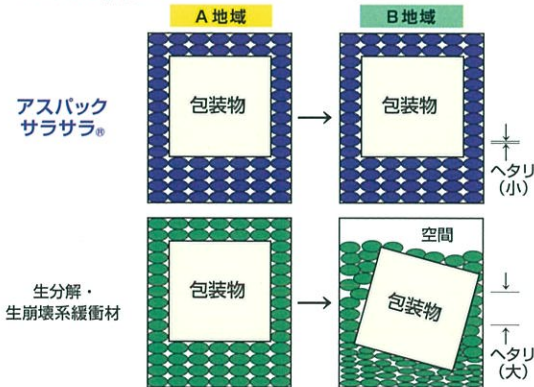 A地域
B地域
アスパック
サラサラ®
包装物
包装物
ヘタリ
(小)
生分解・
生崩壊系緩衝材
包装物
空間
包装物
ヘタリ
(大)